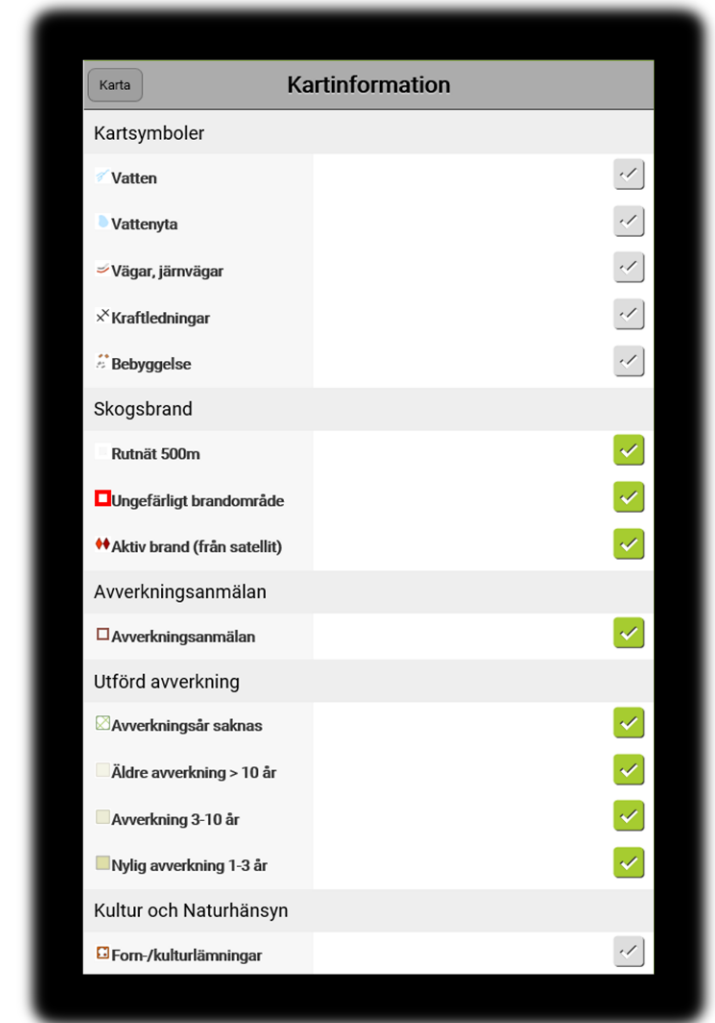 Karta
Kartinformation
Kartsymboler
Vatten
Vattenyta
Vägar, järnvägar
Kraftledningar
Bebyggelse
Skogsbrand
Rutnät 500m
Ungefärligt brandområde
Aktiv brand (från satellit)
Avverkningsanmälan
Avverkningsanmälan
Utförd avverkning
Avverkningsår saknas
Äldre avverkning > 10 år
Avverkning 3-10 år
Nylig avverkning 1-3 år
Kultur och Naturhänsyn
Forn-/kulturlämningar